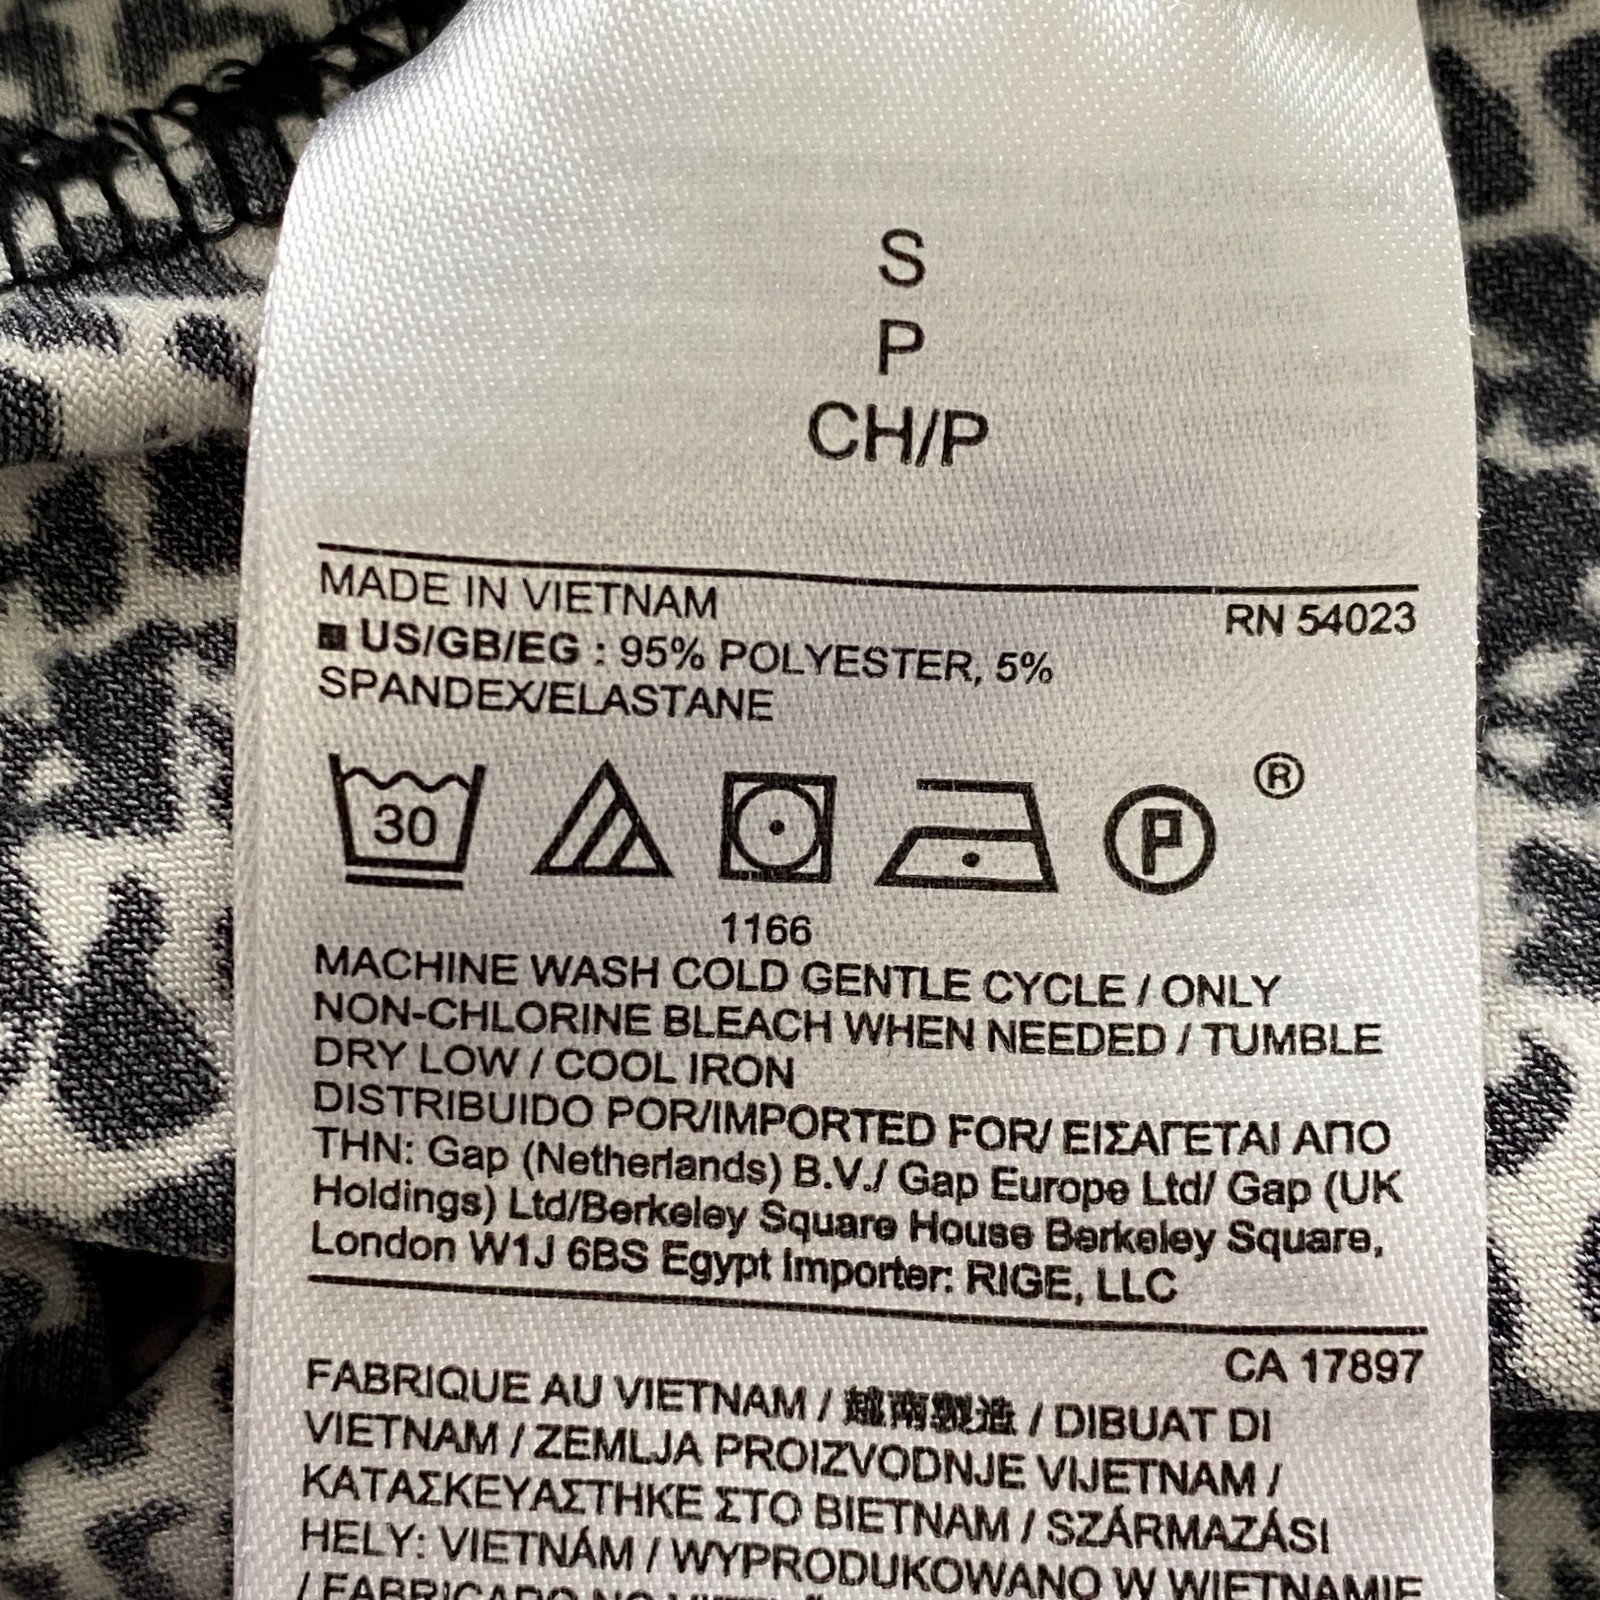 S
P
CH/P
MADE IN VIETNAM
RN 54023
US/GB/EG : 95% POLYESTER, 5%
SPANDEX/ELASTANE
30
P
®
1166
MACHINE WASH COLD GENTLE CYCLE / ONLY
NON-CHLORINE BLEACH WHEN NEEDED / TUMBLE
DRY LOW / COOL IRON
DISTRIBUIDO POR/IMPORTED FOR/ ΕΙΣΑΓΕΤΑΙ ΑΠΟ
ΤΗΝ: Gap (Netherlands) B.V./ Gap Europe Ltd/ Gap (UK
Holdings) Ltd/Berkeley Square House Berkeley Square,
London W1J 6BS Egypt Importer: RIGE, LLC
CA 17897
FABRIQUE AU VIETNAM / 越南製造 / DIBUAT DI
VIETNAM / ZEMLJA PROIZVODNJE VIJETNAM /
ΚΑΤΑΣΚΕΥΑΣΤΗΚΕ ΣΤΟ ΒΙΕΤΝΑΜ / SZÁRMAZÁSI
HELY: VIETNÁM / WYPRODUKOWANO W WIETNAMIE
/ FABRICADO NO